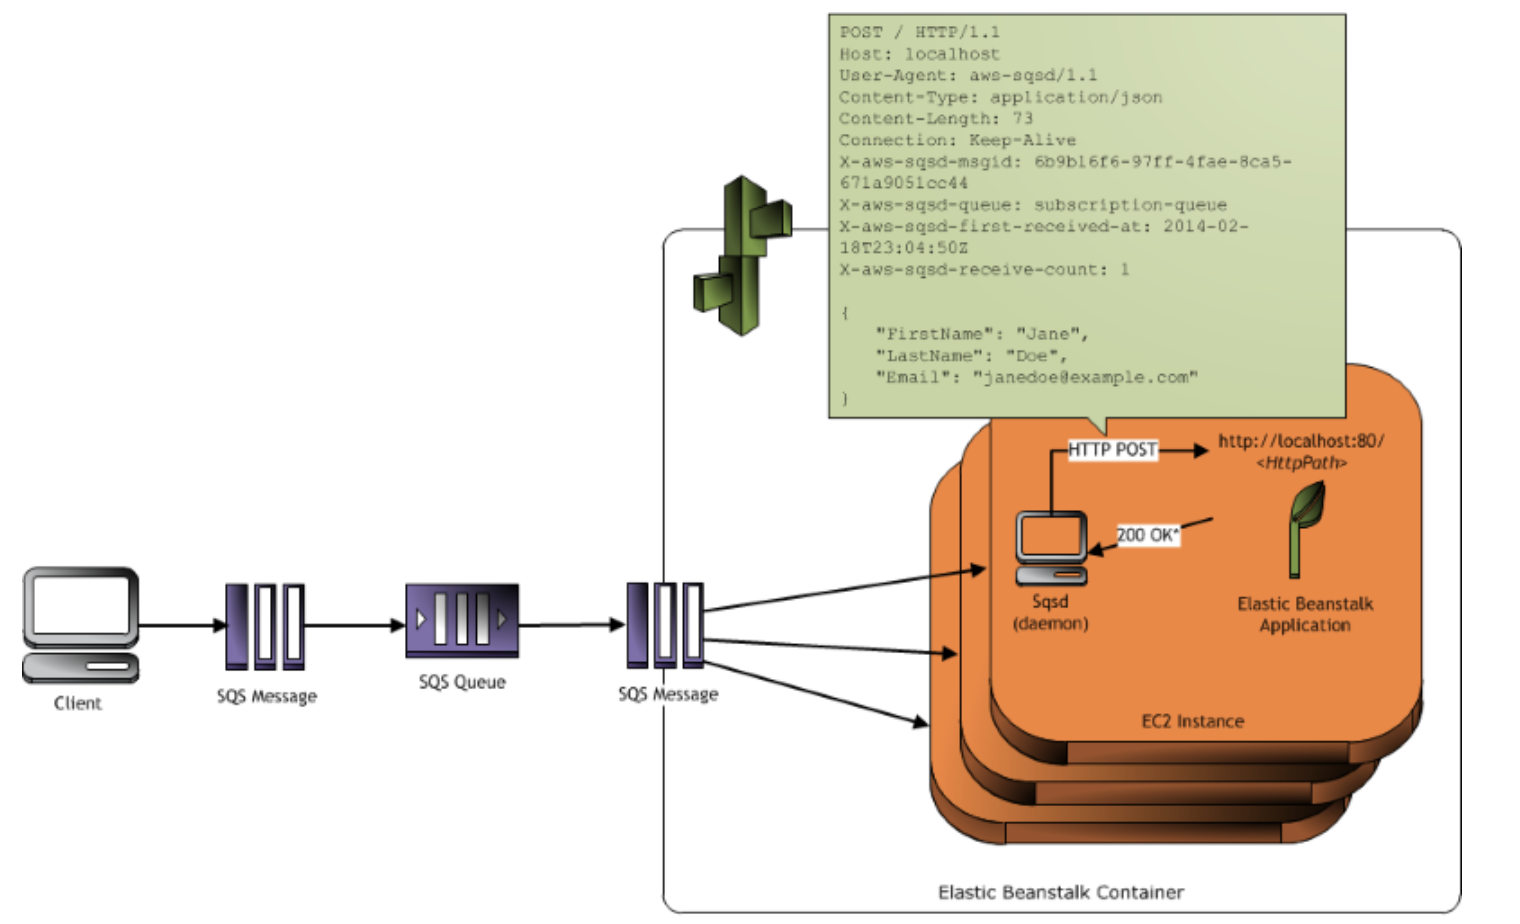 POST / HTTP/1.1
Host: localhost
User-Agent: aws-sqsd/1.1
Content-Type: application/json
Content-Length: 73
Connection: Keep-Alive
X-aws-sqsd-msgid: 6b9b16f6-97ff-4fae-8ca5-
671a9051cc44
X-aws-sqsd-queue: subscription-queue
X-aws-sqsd-first-received-at: 2014-02-
18T23:04:50Z
X-aws-sqsd-receive-count: 1
{
"FirstName": "Jane",
"LastName": "Doe",
"Email": "janedoe@example.com"
}
HTTP POST
http://localhost:80/
<HttpPath>
200 OK*
Sqsd
(daemon)
Elastic Beanstalk
Application
EC2 Instance
Client
SQS Message
SQS Queue
SQS Message
Elastic Beanstalk Container